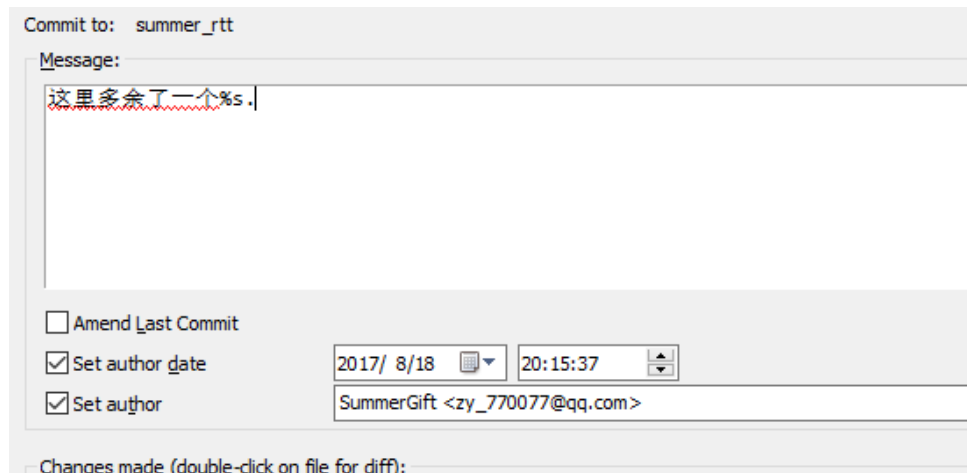 Commit to: summer_rtt
Message:
这里多余了一个%s.
Amend Last Commit
Set author date 2017/ 8/18 20:15:37
Set author SummerGift <zy_770077@qq.com>
Changes made (double-click on file for diff):